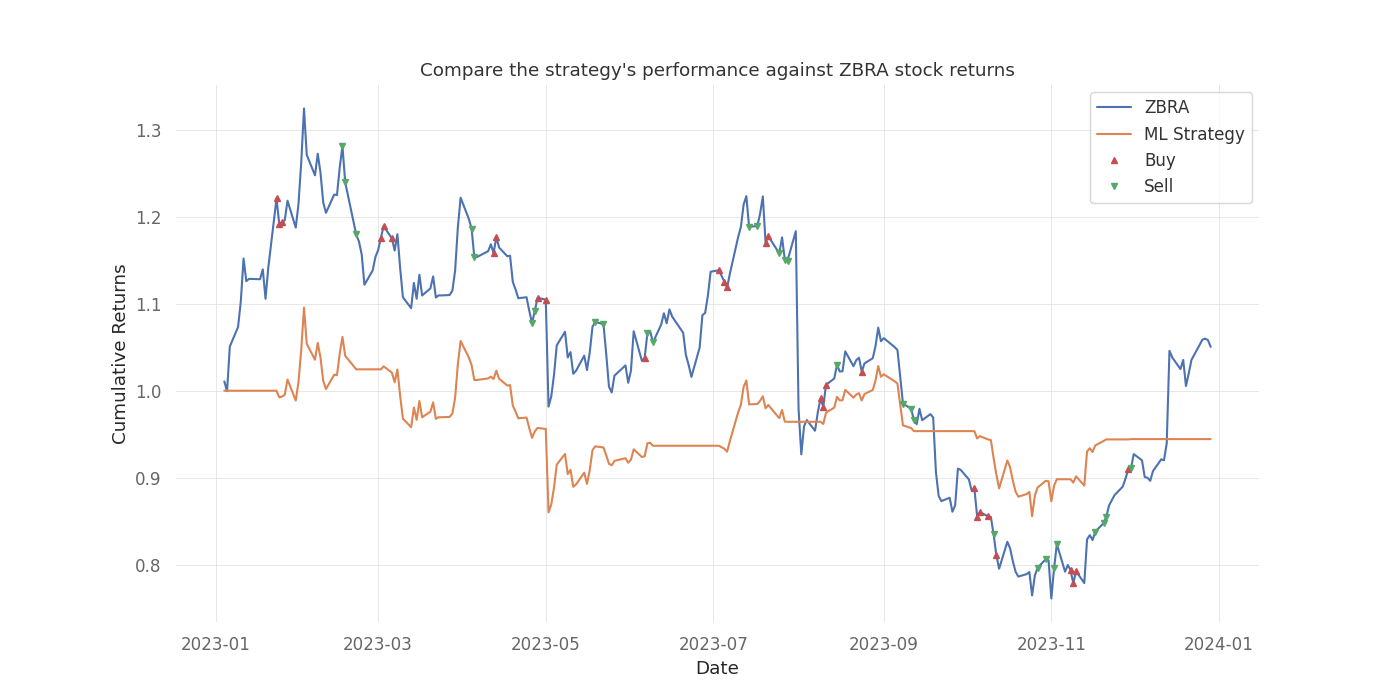 Compare the strategy's performance against ZBRA stock returns
ZBRA
ML Strategy
Buy
Sell
Cumulative Returns
1.3
1.2
1.1
1.0
0.9
0.8
2023-01 2023-03 2023-05 2023-07 2023-09 2023-11 2024-01
Date